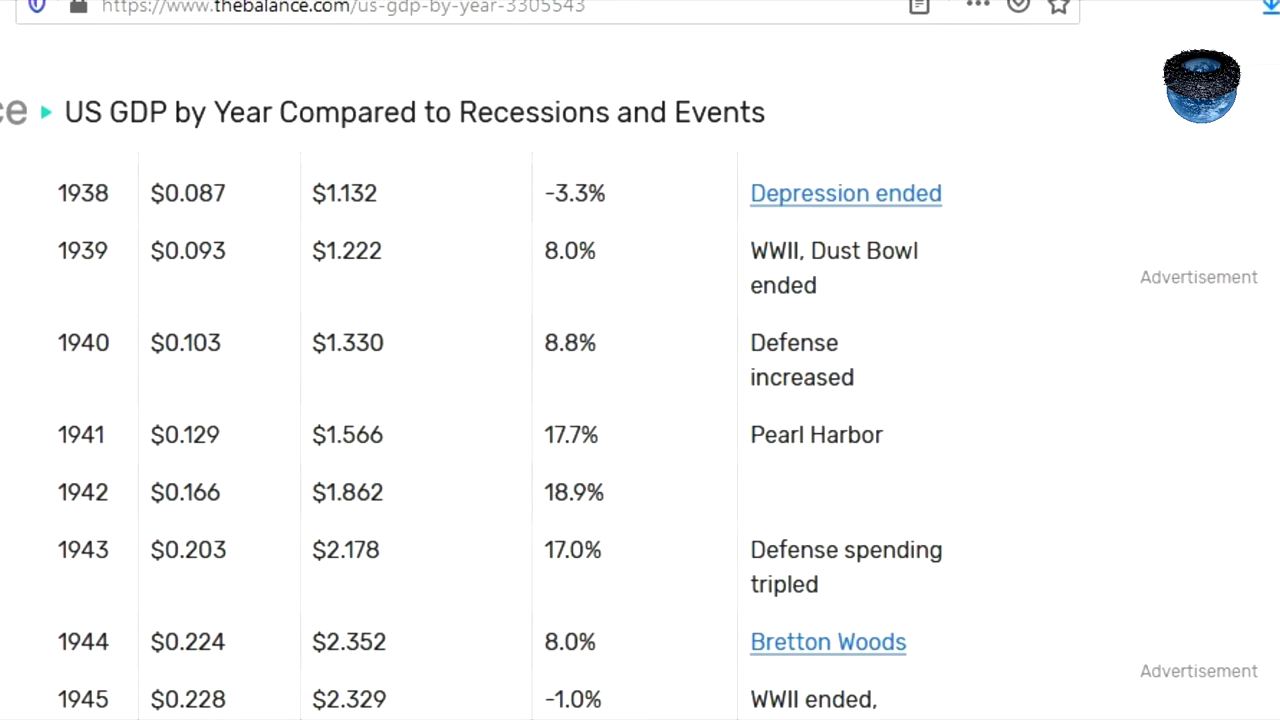 https://www.thebalance.com/us-gdp-by-year-3305543
ce US GDP by Year Compared to Recessions and Events
1938 $0.087 $1.132 -3.3% Depression ended
1939 $0.093 $1.222 8.0% WWII, Dust Bowl
ended
Advertisement
1940 $0.103 $1.330 8.8% Defense
increased
1941 $0.129 $1.566 17.7% Pearl Harbor
1942 $0.166 $1.862 18.9%
1943 $0.203 $2.178 17.0% Defense spending
tripled
1944 $0.224 $2.352 8.0% Bretton Woods
Advertisement
1945 $0.228 $2.329 -1.0% WWII ended,